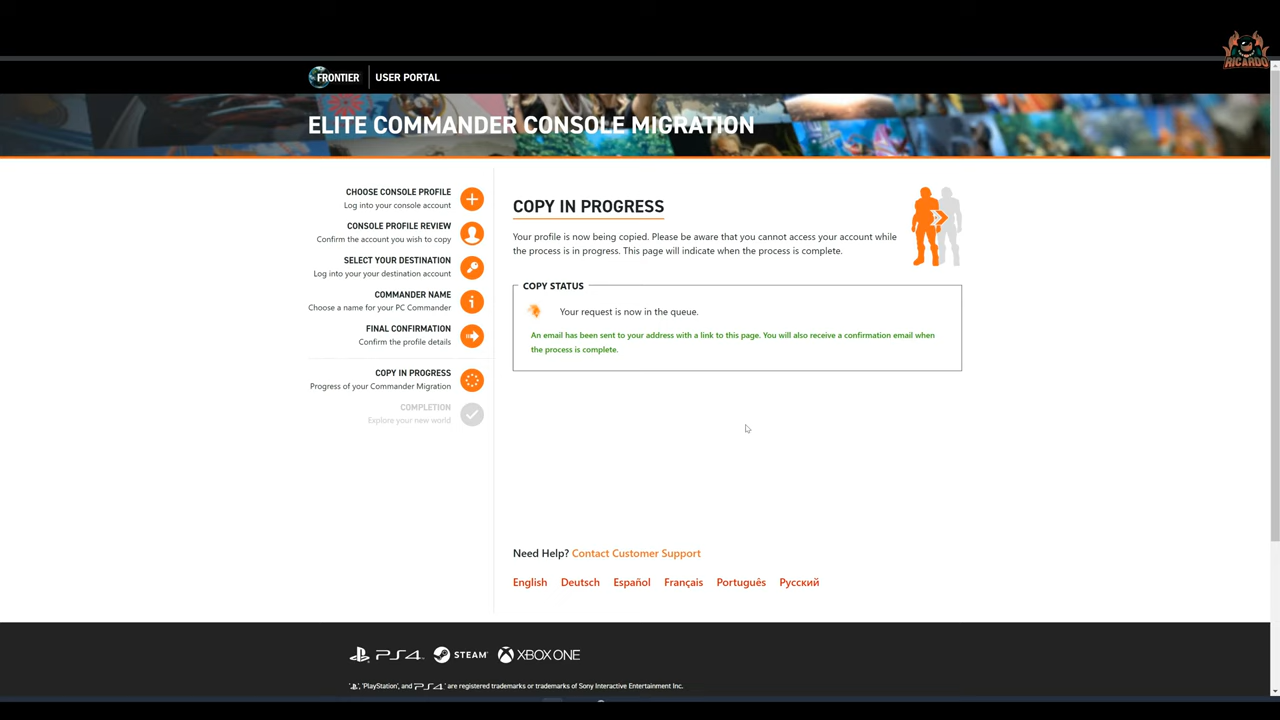 RICARDO
FRONTIER USER PORTAL
ELITE COMMANDER CONSOLE MIGRATION
CHOOSE CONSOLE PROFILE
Log into your console account
CONSOLE PROFILE REVIEW
Confirm the account you wish to copy
SELECT YOUR DESTINATION
Log into your your destination account
COMMANDER NAME
Choose a name for your PC Commander
FINAL CONFIRMATION
Confirm the profile details
COPY IN PROGRESS
Progress of your Commander Migration
COMPLETION
Explore your new world
COPY IN PROGRESS
Your profile is now being copied. Please be aware that you cannot access your account while
the process is in progress. This page will indicate when the process is complete.
COPY STATUS
Your request is now in the queue.
An email has been sent to your address with a link to this page. You will also receive a confirmation email when
the process is complete.
Need Help? Contact Customer Support
English Deutsch Español Français Português Русский
PS4 STEAM XBOX ONE
"PS", "PlayStation", and "PS4" are registered trademarks or trademarks of Sony Interactive Entertainment Inc.